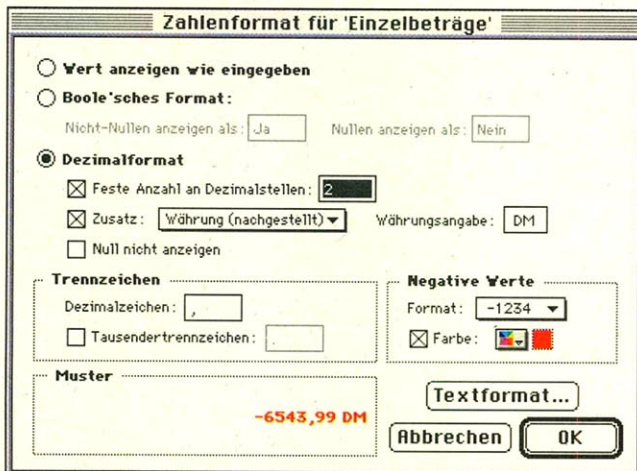 Zahlenformat für 'Einzelbeträge'
Wert anzeigen wie eingegeben
Boole'sches Format:
Nicht-Nullen anzeigen als: Ja Nullen anzeigen als: Nein
Dezimalformat
Feste Anzahl an Dezimalstellen: 2
Zusatz: Währung (nachgestellt) Währungsangabe: DM
Null nicht anzeigen
Trennzeichen
Dezimalzeichen: ,
Tausendertrennzeichen: .
Negative Werte
Format: -1234
Farbe:
Muster
-6543,99 DM
Textformat...
Abbrechen OK